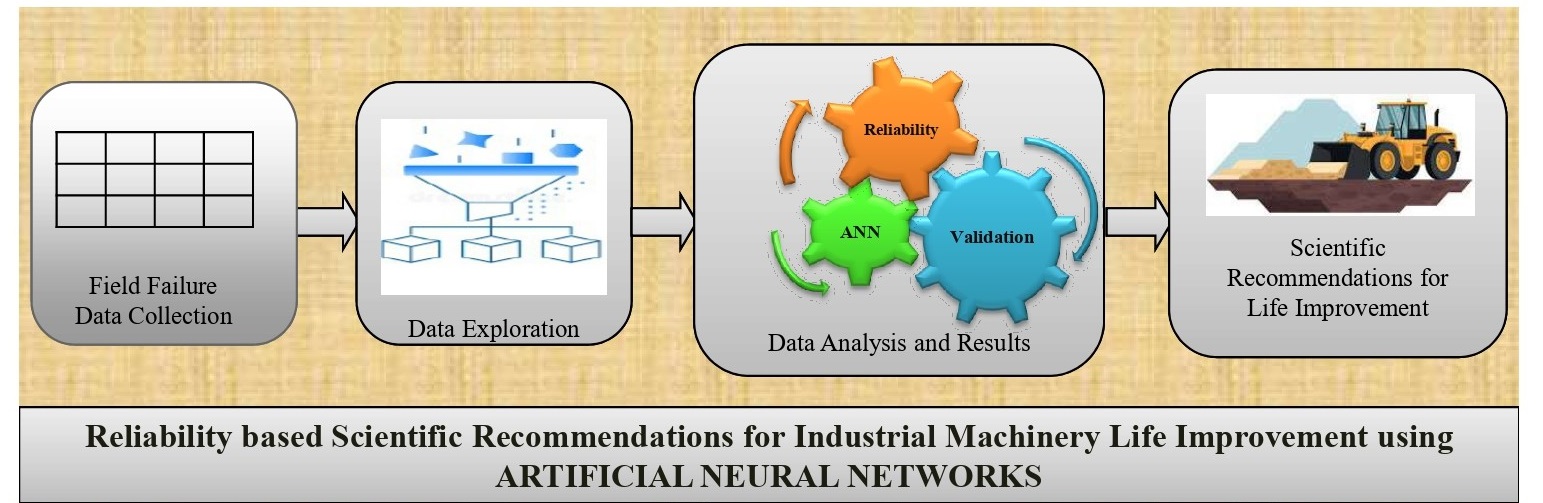 Field Failure
Data Collection
Data Exploration
Reliability
ANN
Validation
Data Analysis and Results
Scientific
Recommendations for
Life Improvement
Reliability based Scientific Recommendations for Industrial Machinery Life Improvement using
ARTIFICIAL NEURAL NETWORKS